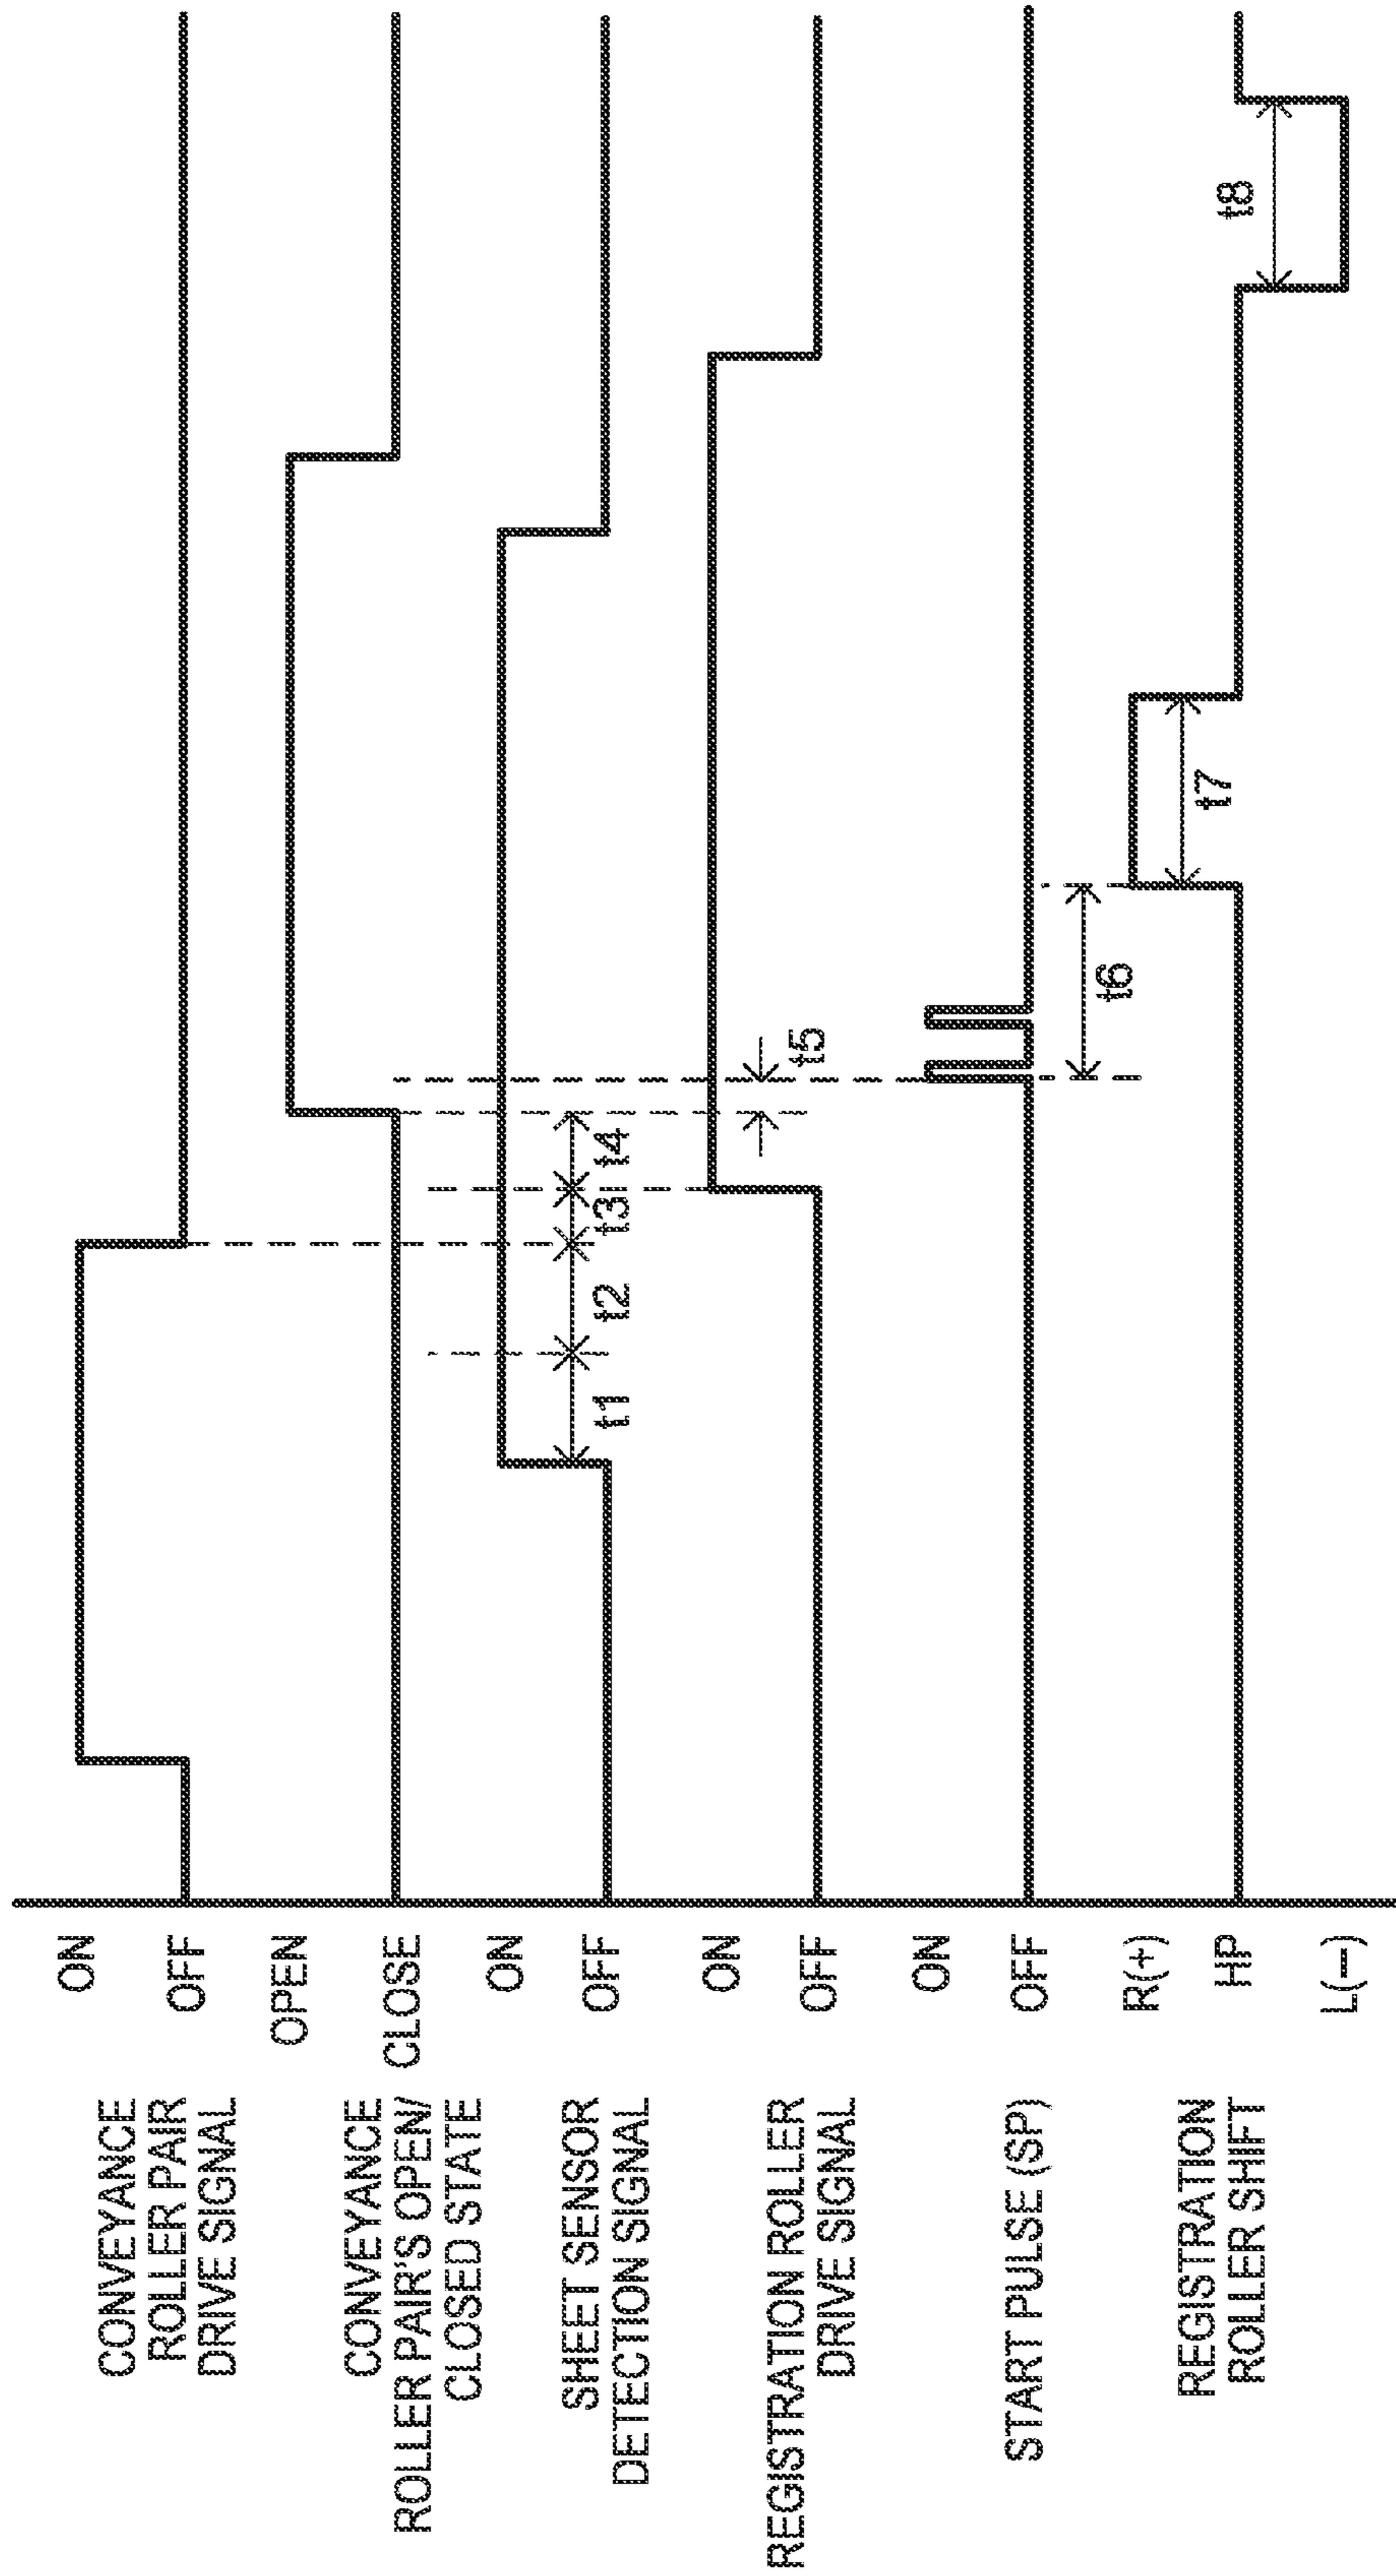 CONVEYANCE
ROLLER PAIR
DRIVE SIGNAL
ON
OFF
CONVEYANCE
ROLLER PAIR'S OPEN/
CLOSED STATE
OPEN
CLOSE
SHEET SENSOR
DETECTION SIGNAL
ON
OFF
t1
t2
t3
t4
REGISTRATION ROLLER
DRIVE SIGNAL
ON
OFF
t5
START PULSE (SP)
ON
OFF
t6
REGISTRATION
ROLLER SHIFT
R(+)
HP
L(−)
t7
t8